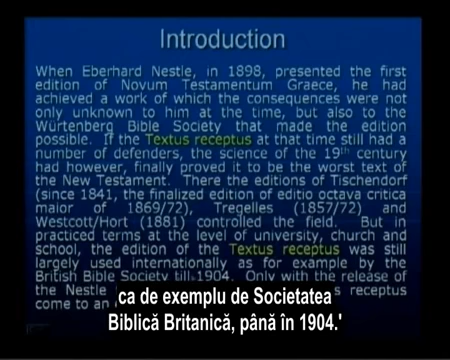 Introduction
When Eberhard Nestle, in 1898, presented the first
edition of Novum Testamentum Graece, he had
achieved a work of which the consequences were not
only unknown to him at the time, but also to the
Würtenberg Bible Society that made the edition
possible. If the Textus receptus at that time still had a
number of defenders, the science of the 19th century
had however, finally proved it to be the worst text of
the New Testament. There the editions of Tischendorf
(since 1841, the finalized edition of editio octava critica
maior of 1869/72), Tregelles (1857/72) and
Westcott/Hort (1881) controlled the field. But in
practiced terms at the level of university, church and
school, the edition of the Textus receptus was still
largely used internationally as for example by the
British Bible Society till 1904. Only with the release of
the Nestle s receptus
come to an
ca de exemplu de Societatea
Biblică Britanică, până în 1904.'